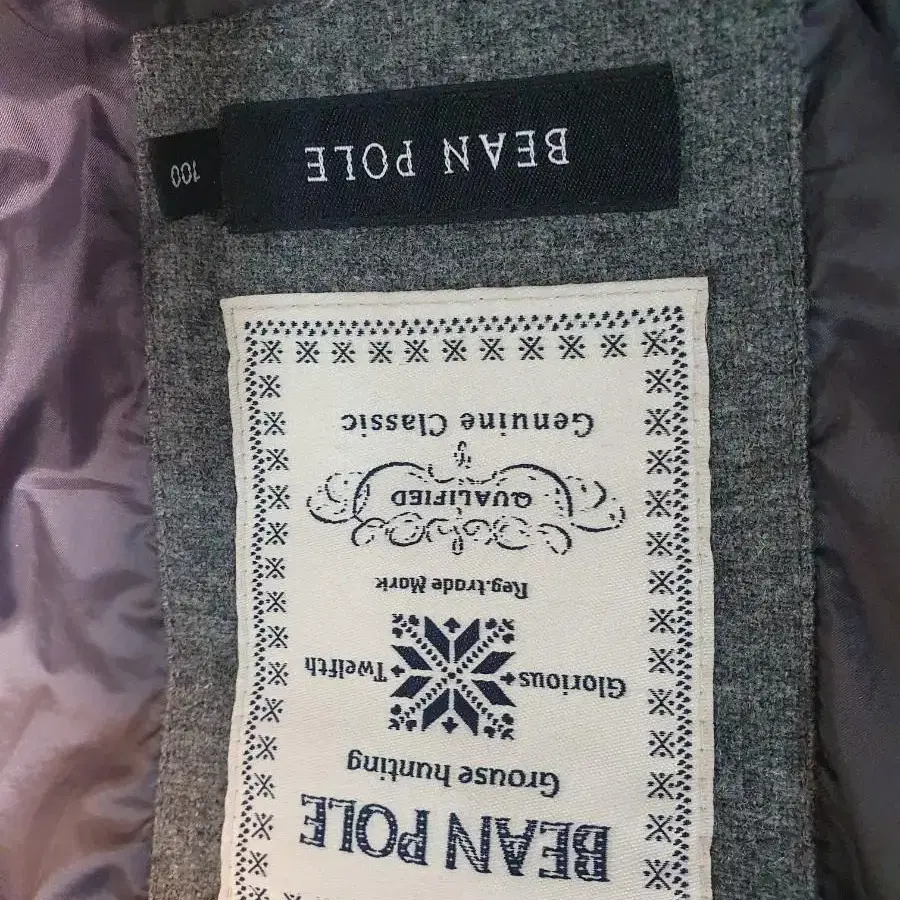 BEAN POLE
Grouse hunting
Glorious Twelfth
Reg.trade Mark
QUALIFIED
Genuine Classic
BEAN POLE
100